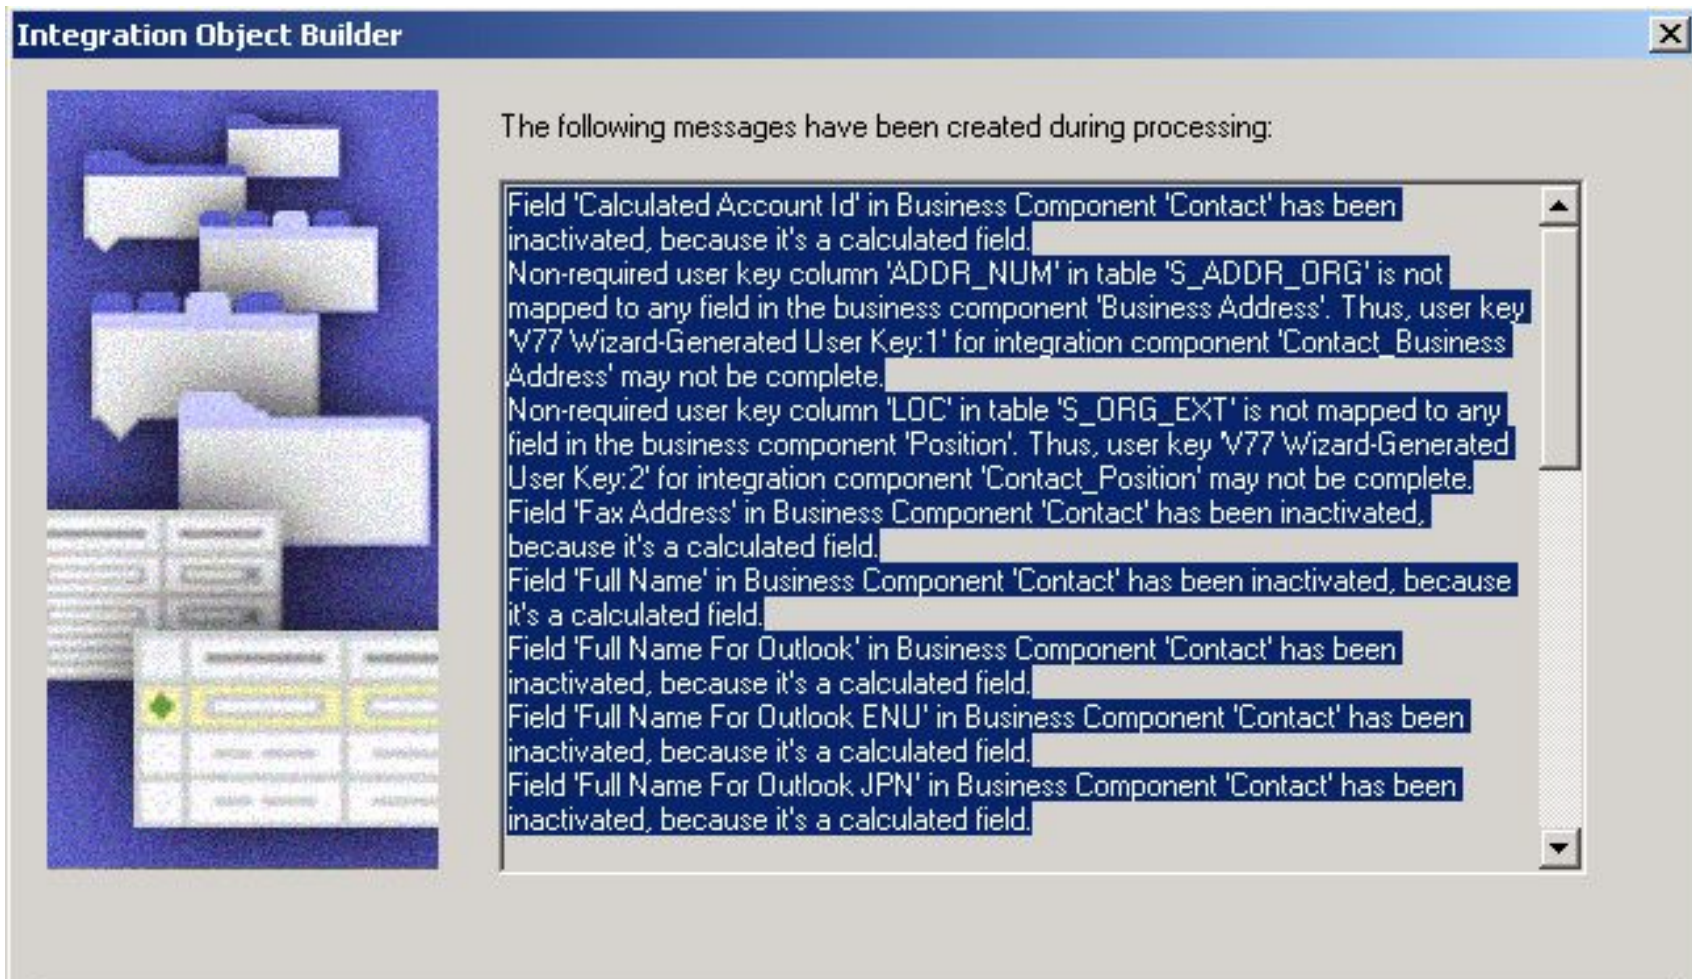 Integration Object Builder
The following messages have been created during processing:
Field 'Calculated Account Id' in Business Component 'Contact' has been
inactivated, because it's a calculated field.
Non-required user key column 'ADDR_NUM' in table 'S_ADDR_ORG' is not
mapped to any field in the business component 'Business Address'. Thus, user key
'V77 Wizard-Generated User Key:1' for integration component 'Contact_Business
Address' may not be complete.
Non-required user key column 'LOC' in table 'S_ORG_EXT' is not mapped to any
field in the business component 'Position'. Thus, user key 'V77 Wizard-Generated
User Key:2' for integration component 'Contact_Position' may not be complete.
Field 'Fax Address' in Business Component 'Contact' has been inactivated,
because it's a calculated field.
Field 'Full Name' in Business Component 'Contact' has been inactivated, because
it's a calculated field.
Field 'Full Name For Outlook' in Business Component 'Contact' has been
inactivated, because it's a calculated field.
Field 'Full Name For Outlook ENU' in Business Component 'Contact' has been
inactivated, because it's a calculated field.
Field 'Full Name For Outlook JPN' in Business Component 'Contact' has been
inactivated, because it's a calculated field.